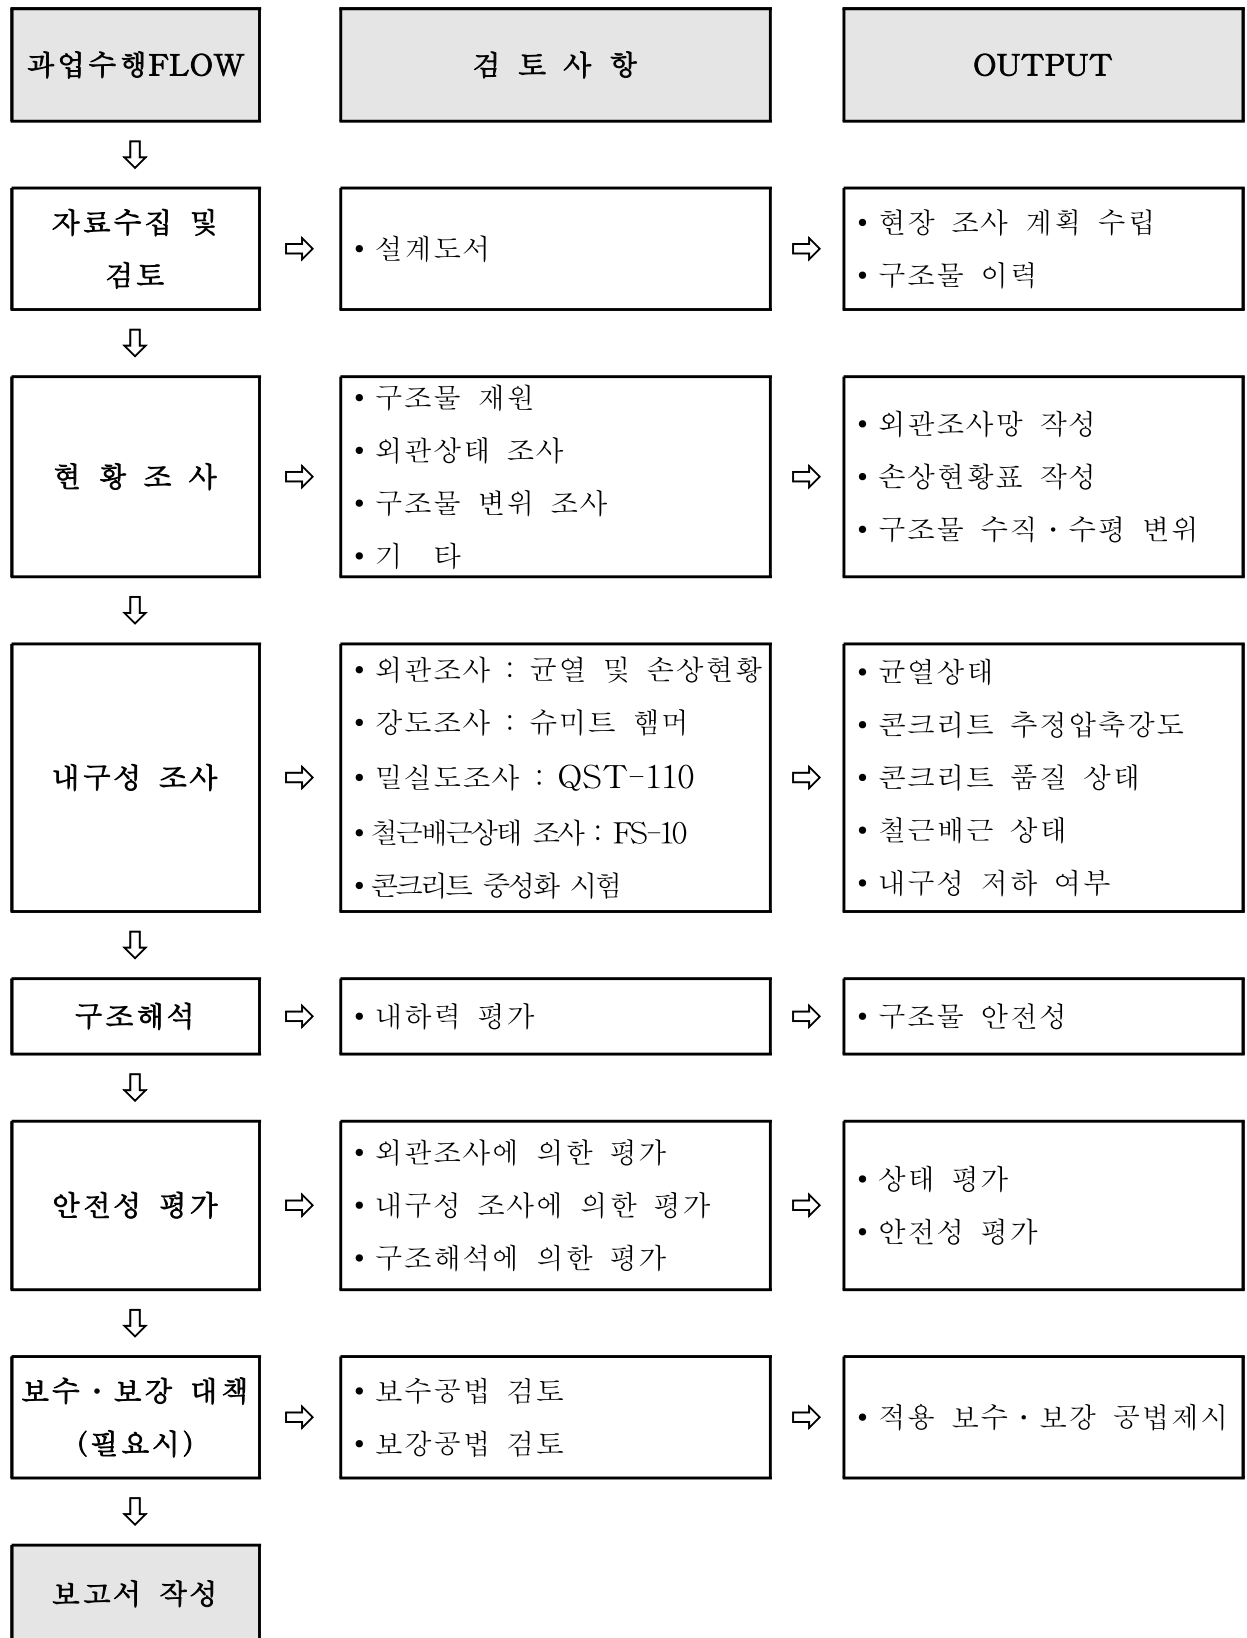 과업수행FLOW
검 토 사 항
OUTPUT
자료수집 및
검토
• 설계도서
• 현장 조사 계획 수립
• 구조물 이력
현 황 조 사
• 구조물 재원
• 외관상태 조사
• 구조물 변위 조사
• 기 타
• 외관조사망 작성
• 손상현황표 작성
• 구조물 수직·수평 변위
내구성 조사
• 외관조사 : 균열 및 손상현황
• 강도조사 : 슈미트 햄머
• 밀실도조사 : QST-110
• 철근배근상태 조사 : FS-10
• 콘크리트 중성화 시험
• 균열상태
• 콘크리트 추정압축강도
• 콘크리트 품질 상태
• 철근배근 상태
• 내구성 저하 여부
구조해석
• 내하력 평가
• 구조물 안전성
안전성 평가
• 외관조사에 의한 평가
• 내구성 조사에 의한 평가
• 구조해석에 의한 평가
• 상태 평가
• 안전성 평가
보수·보강 대책
(필요시)
• 보수공법 검토
• 보강공법 검토
• 적용 보수·보강 공법제시
보고서 작성